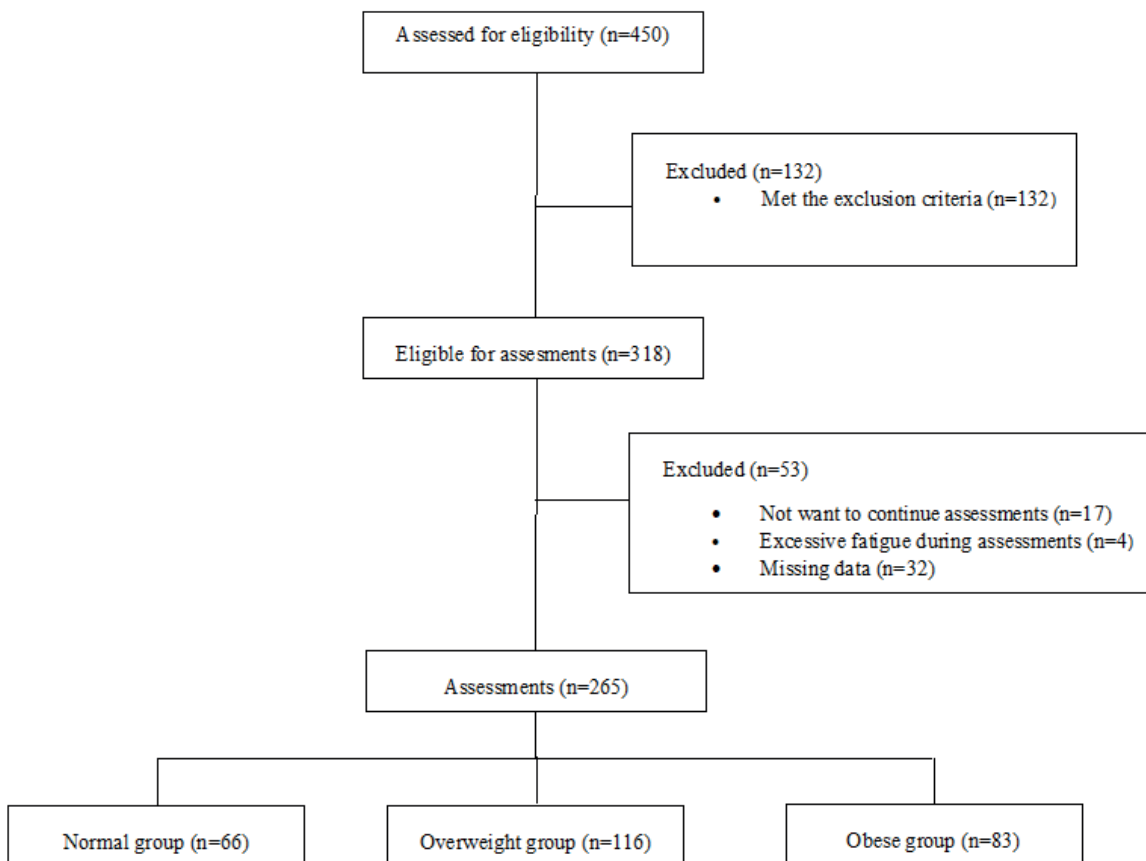 Assessed for eligibility (n=450)
Excluded (n=132)
• Met the exclusion criteria (n=132)
Eligible for assesments (n=318)
Excluded (n=53)
• Not want to continue assessments (n=17)
• Excessive fatigue during assessments (n=4)
• Missing data (n=32)
Assessments (n=265)
Normal group (n=66)
Overweight group (n=116)
Obese group (n=83)